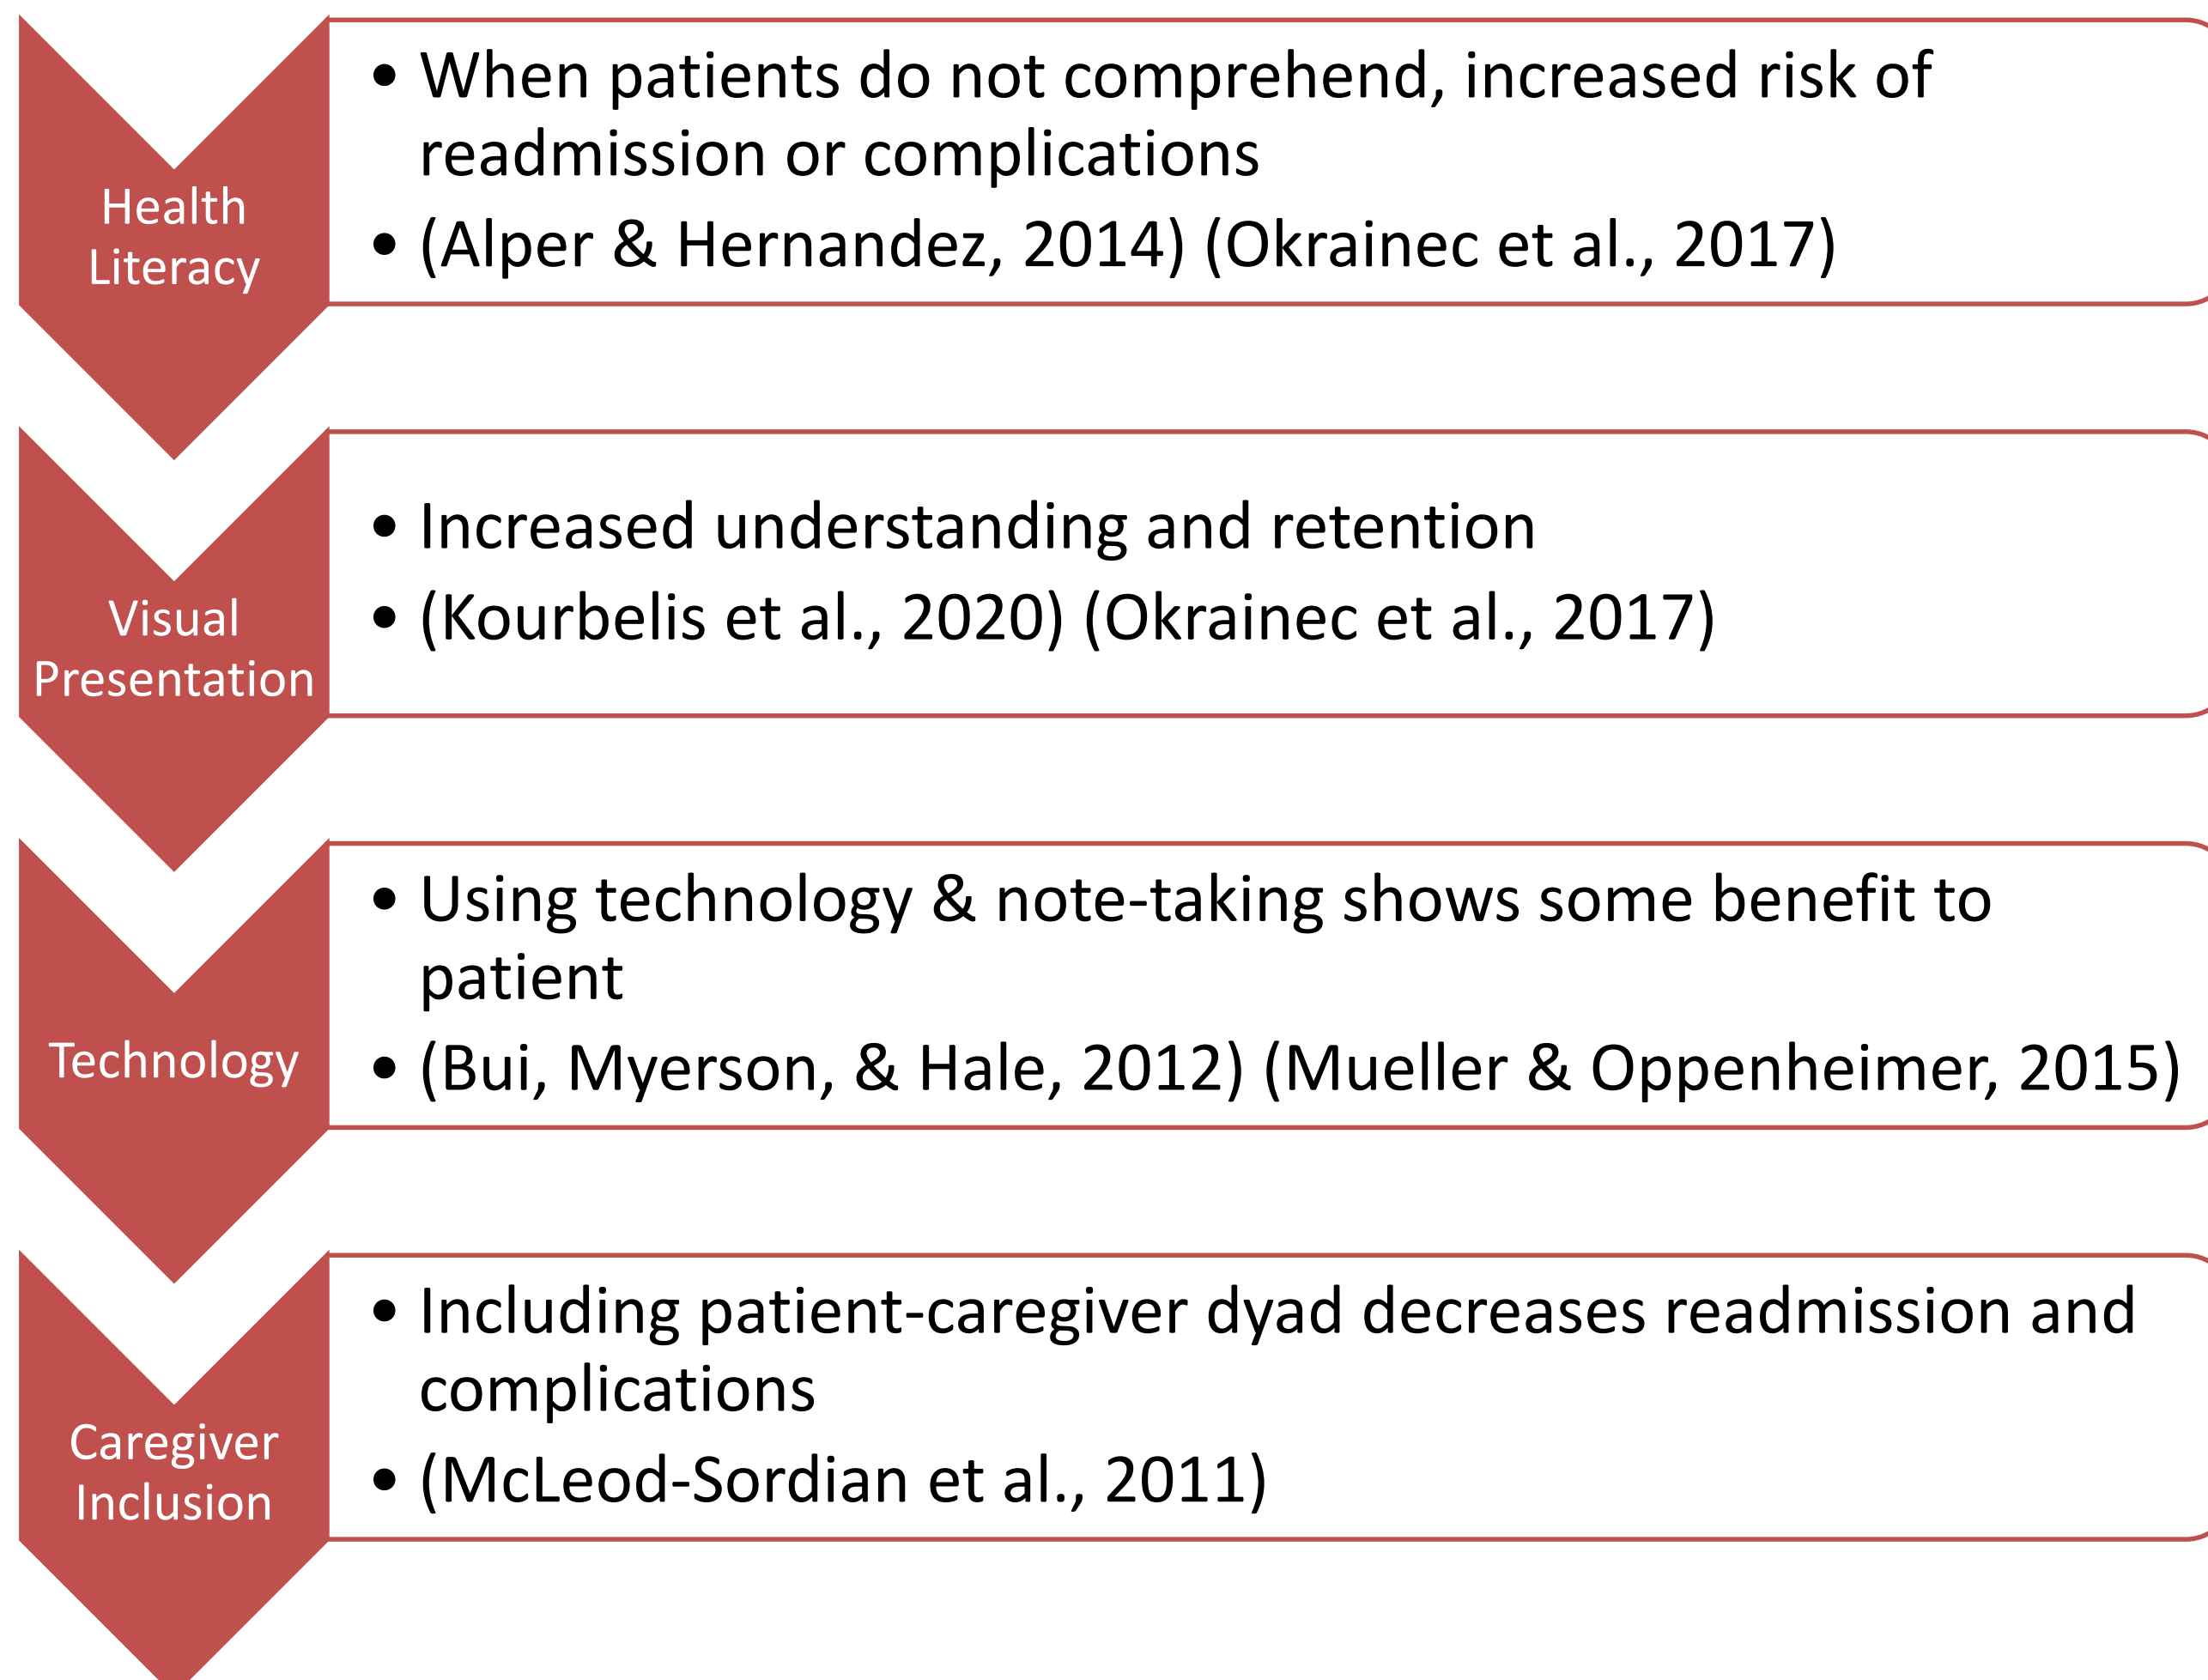 Health
Literacy
• When patients do not comprehend, increased risk of
readmission or complications
• (Alper & Hernandez, 2014) (Okrainec et al., 2017)
Visual
Presentation
• Increased understanding and retention
• (Kourbelis et al., 2020) (Okrainec et al., 2017)
Technology
• Using technology & note-taking shows some benefit to
patient
• (Bui, Myerson, & Hale, 2012) (Mueller & Oppenheimer, 2015)
Caregiver
Inclusion
• Including patient-caregiver dyad decreases readmission and
complications
• (McLeod-Sordian et al., 2011)